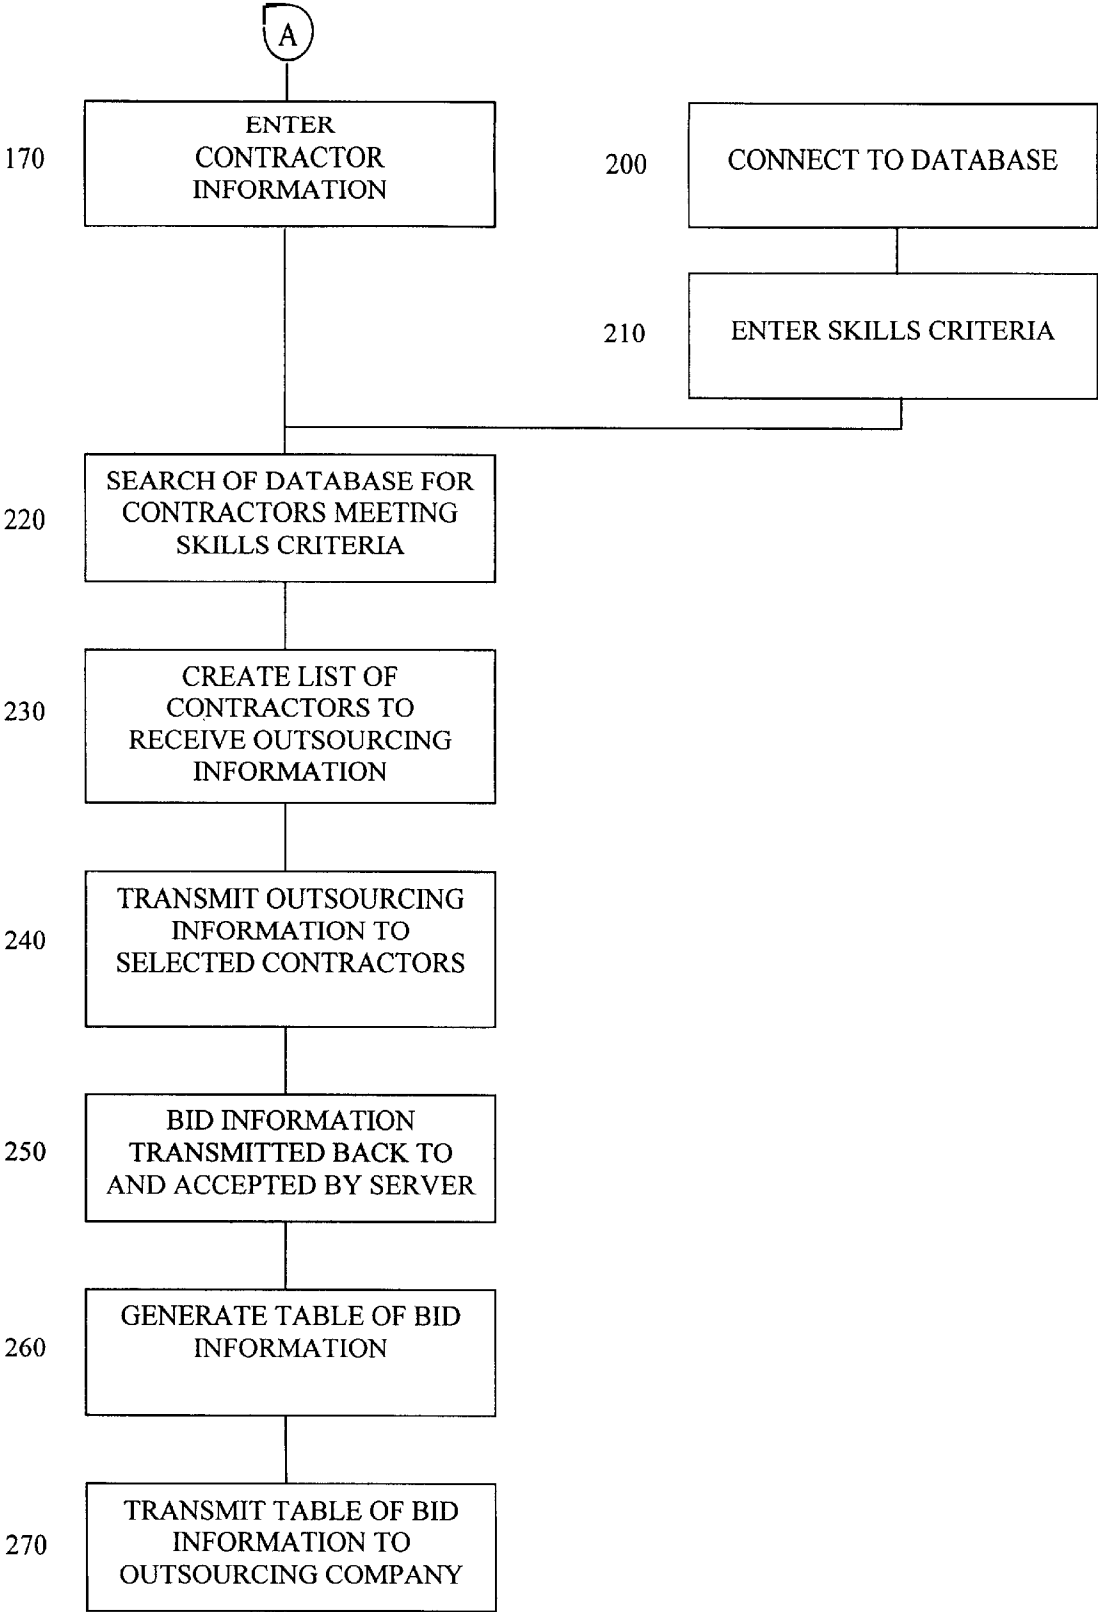 A
170
ENTER
CONTRACTOR
INFORMATION
200
CONNECT TO DATABASE
210
ENTER SKILLS CRITERIA
220
SEARCH OF DATABASE FOR
CONTRACTORS MEETING
SKILLS CRITERIA
230
CREATE LIST OF
CONTRACTORS TO
RECEIVE OUTSOURCING
INFORMATION
240
TRANSMIT OUTSOURCING
INFORMATION TO
SELECTED CONTRACTORS
250
BID INFORMATION
TRANSMITTED BACK TO
AND ACCEPTED BY SERVER
260
GENERATE TABLE OF BID
INFORMATION
270
TRANSMIT TABLE OF BID
INFORMATION TO
OUTSOURCING COMPANY